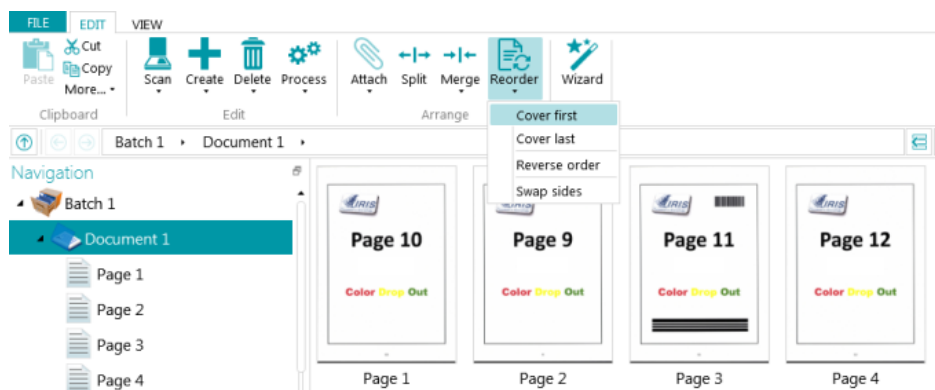 FILE EDIT VIEW
Paste
Cut
Copy
More...
Scan Create Delete Process Attach Split Merge Reorder Wizard
Clipboard Edit Arrange
Cover first
Cover last
Reverse order
Swap sides
Batch 1 Document 1
Navigation
Batch 1
Document 1
Page 1
Page 2
Page 3
Page 4
IRIS IRIS IRIS IRIS
Page 10 Page 9 Page 11 Page 12
Color Drop Out Color Drop Out Color Drop Out Color Drop Out
Page 1 Page 2 Page 3 Page 4